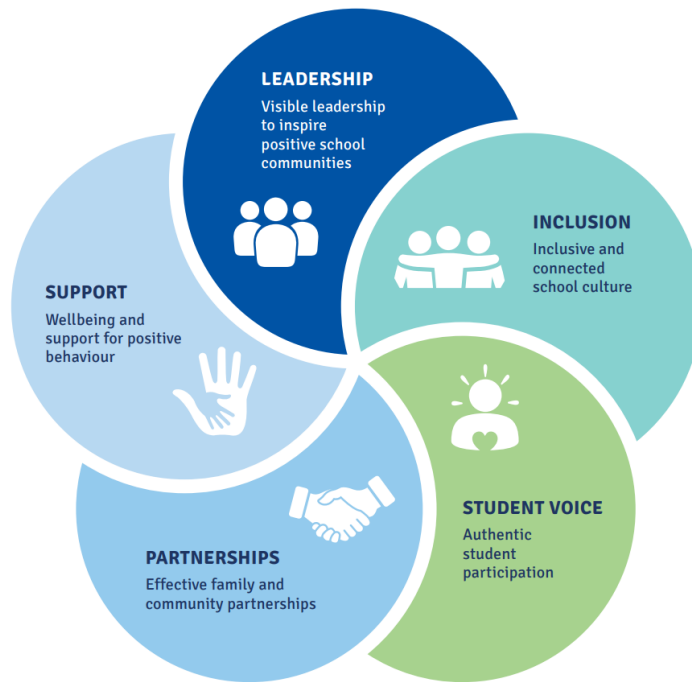 LEADERSHIP
Visible leadership
to inspire
positive school
communities
INCLUSION
Inclusive and
connected
school culture
STUDENT VOICE
Authentic
student
participation
PARTNERSHIPS
Effective family and
community partnerships
SUPPORT
Wellbeing and
support for positive
behaviour